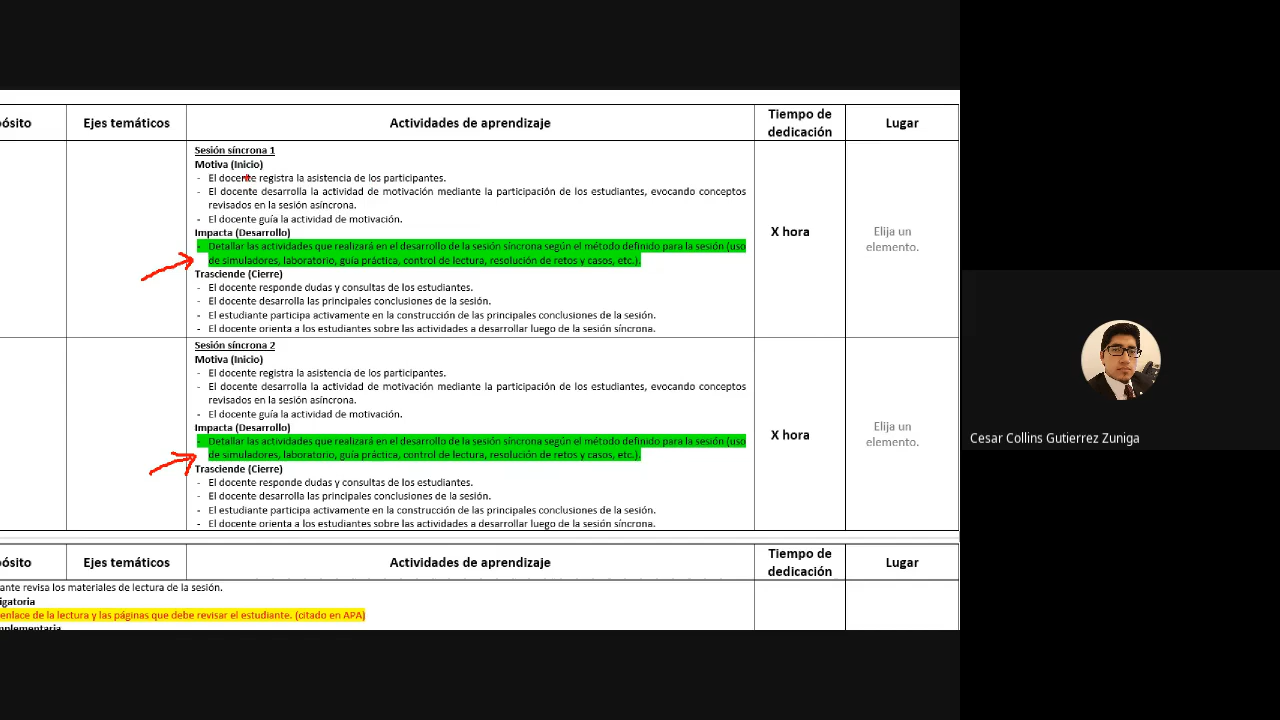 ósito Ejes temáticos Actividades de aprendizaje Tiempo de dedicación Lugar
Sesión síncrona 1
Motiva (Inicio)
- El docente registra la asistencia de los participantes.
- El docente desarrolla la actividad de motivación mediante la participación de los estudiantes, evocando conceptos
revisados en la sesión asíncrona.
- El docente guía la actividad de motivación.
Impacta (Desarrollo)
- Detallar las actividades que realizará en el desarrollo de la sesión síncrona según el método definido para la sesión (uso
de simuladores, laboratorio, guía práctica, control de lectura, resolución de retos y casos, etc.).
Trasciende (Cierre)
- El docente responde dudas y consultas de los estudiantes.
- El docente desarrolla las principales conclusiones de la sesión.
- El estudiante participa activamente en la construcción de las principales conclusiones de la sesión.
- El docente orienta a los estudiantes sobre las actividades a desarrollar luego de la sesión síncrona.
X hora
Elija un
elemento.
Sesión síncrona 2
Motiva (Inicio)
- El docente registra la asistencia de los participantes.
- El docente desarrolla la actividad de motivación mediante la participación de los estudiantes, evocando conceptos
revisados en la sesión asíncrona.
- El docente guía la actividad de motivación.
Impacta (Desarrollo)
- Detallar las actividades que realizará en el desarrollo de la sesión síncrona según el método definido para la sesión (uso
de simuladores, laboratorio, guía práctica, control de lectura, resolución de retos y casos, etc.).
Trasciende (Cierre)
- El docente responde dudas y consultas de los estudiantes.
- El docente desarrolla las principales conclusiones de la sesión.
- El estudiante participa activamente en la construcción de las principales conclusiones de la sesión.
- El docente orienta a los estudiantes sobre las actividades a desarrollar luego de la sesión síncrona.
X hora
Elija un
elemento.
ósito Ejes temáticos Actividades de aprendizaje Tiempo de dedicación Lugar
ante revisa los materiales de lectura de la sesión.
igatoria
enlace de la lectura y las páginas que debe revisar el estudiante. (citado en APA)
mplementaria
Cesar Collins Gutierrez Zuniga